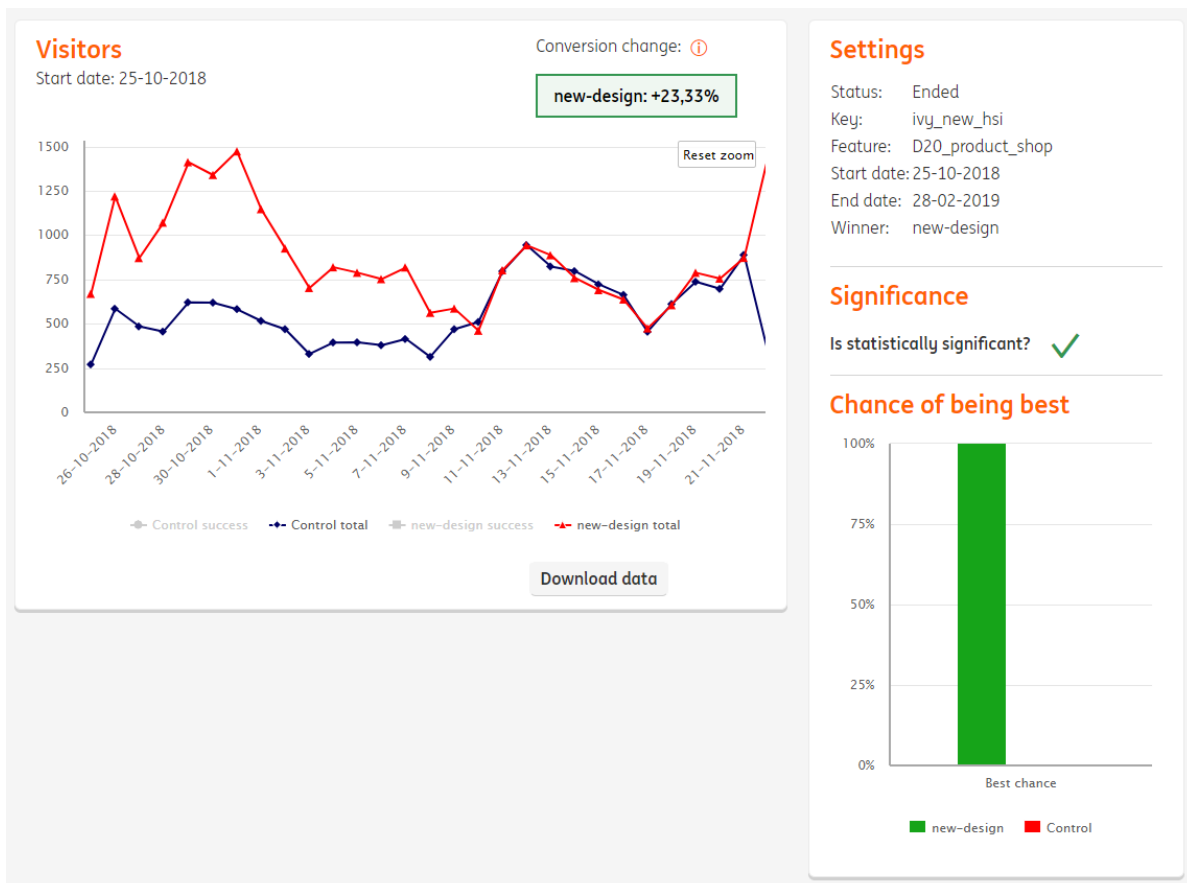 Visitors
Start date: 25-10-2018
Conversion change:
new-design: +23,33%
Reset zoom
1500
1250
1000
750
500
250
0
26-10-2018
28-10-2018
30-10-2018
1-11-2018
3-11-2018
5-11-2018
7-11-2018
9-11-2018
11-11-2018
13-11-2018
15-11-2018
17-11-2018
19-11-2018
21-11-2018
Control success Control total new-design success new-design total
Download data
Settings
Status: Ended
Key: ivy_new_hsi
Feature: D20_product_shop
Start date: 25-10-2018
End date: 28-02-2019
Winner: new-design
Significance
Is statistically significant?
Chance of being best
100%
75%
50%
25%
0%
Best chance
new-design Control